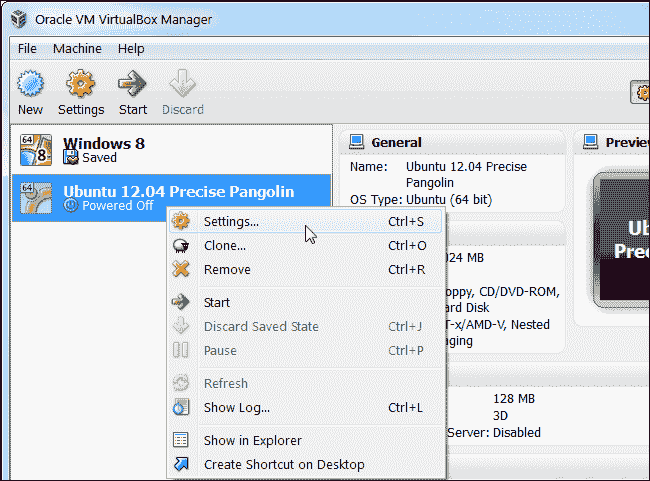 Oracle VM VirtualBox Manager
File Machine Help
New Settings Start Discard
64
8
Windows 8
Saved
64
Ubuntu 12.04 Precise Pangolin
Powered Off
Settings... Ctrl+S
Clone... Ctrl+O
Remove Ctrl+R
Start
Discard Saved State Ctrl+J
Pause Ctrl+P
Refresh
Show Log... Ctrl+L
Show in Explorer
Create Shortcut on Desktop
General
Name: Ubuntu 12.04 Precise
Pangolin
OS Type: Ubuntu (64 bit)
024 MB
oppy, CD/DVD-ROM,
ard Disk
T-x/AMD-V, Nested
aging
128 MB
3D
Server: Disabled
Preview
Ub
Prec